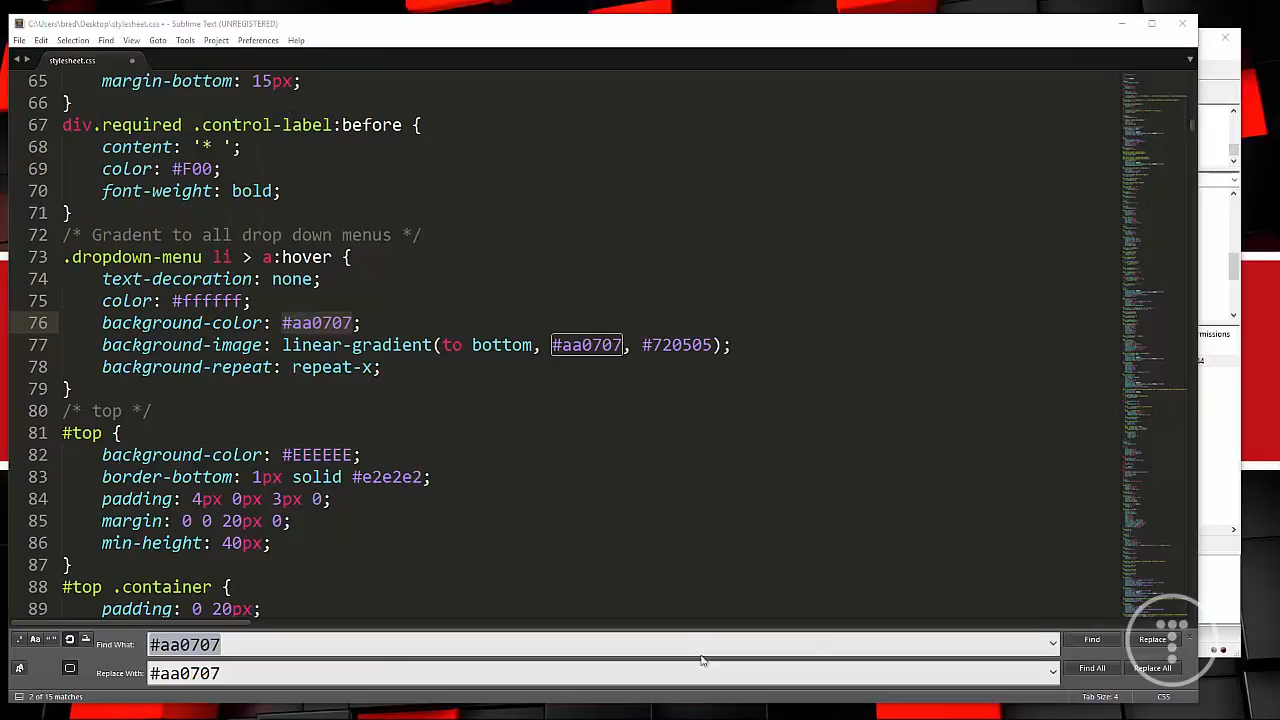 C:\Users\brad\Desktop\stylesheet.css • - Sublime Text (UNREGISTERED)
File Edit Selection Find View Goto Tools Project Preferences Help
stylesheet.css
65 margin-bottom: 15px;
66 }
67 div.required .control-label:before {
68 content: '* ';
69 color: #F00;
70 font-weight: bold;
71 }
72 /* Gradent to all drop down menus */
73 .dropdown-menu li > a:hover {
74 text-decoration: none;
75 color: #ffffff;
76 background-color: #aa0707;
77 background-image: linear-gradient(to bottom, #aa0707, #720505);
78 background-repeat: repeat-x;
79 }
80 /* top */
81 #top {
82 background-color: #EEEEEE;
83 border-bottom: 1px solid #e2e2e2;
84 padding: 4px 0px 3px 0;
85 margin: 0 0 20px 0;
86 min-height: 40px;
87 }
88 #top .container {
89 padding: 0 20px;
Find What: #aa0707 Find Replace
Replace With: #aa0707 Find All Replace All
2 of 15 matches Tab Size: 4 CSS